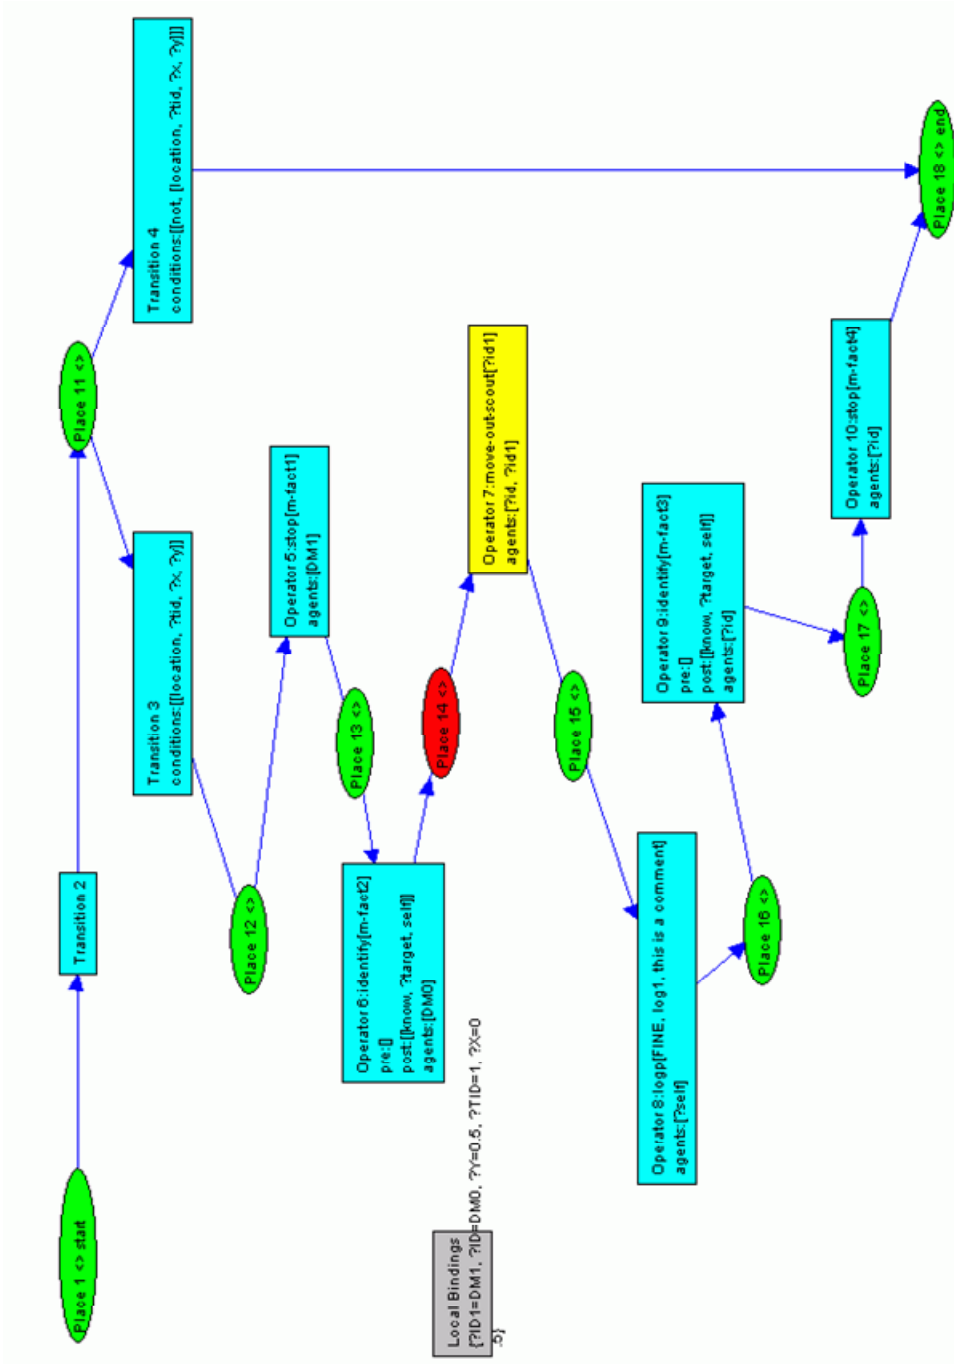 Place 1 <> start
Transition 2
Place 11 <>
Transition 3
conditions:[[location, ?tid, ?x, ?y]]
Transition 4
conditions:[[not, [location, ?tid, ?x, ?y]]]
Place 12 <>
Operator 5:stop[m-fact1]
agents:[DM1]
Place 13 <>
Operator 6:identify[m-fact2]
pre:[]
post:[[know, ?target, self]]
agents:[DM0]
Place 14 <>
Operator 7:move-out-scout[?id1]
agents:[?id, ?id1]
Local Bindings
{?ID1=DM1, ?ID=DM0, ?Y=0.5, ?TID=1, ?X=0
.5}
Place 15 <>
Operator 8:logp[FINE, log1, this is a comment]
agents:[?self]
Place 16 <>
Operator 9:identify[m-fact3]
pre:[]
post:[[know, ?target, self]]
agents:[?id]
Place 17 <>
Operator 10:stop[m-fact4]
agents:[?id]
Place 18 <> end